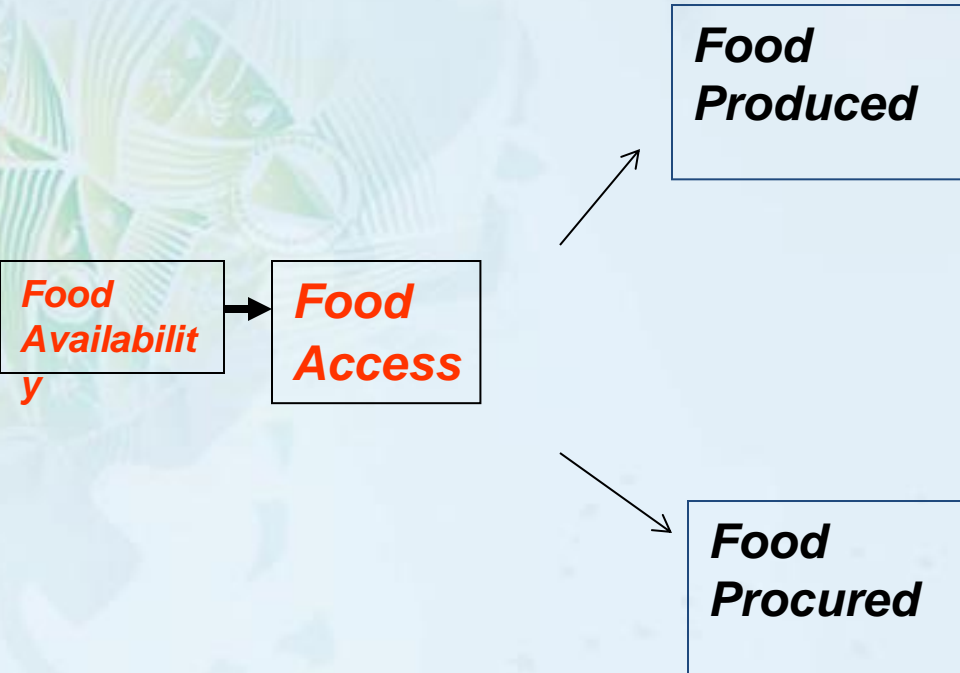 Food
Produced
Food
Availabilit
y
Food
Access
Food
Procured